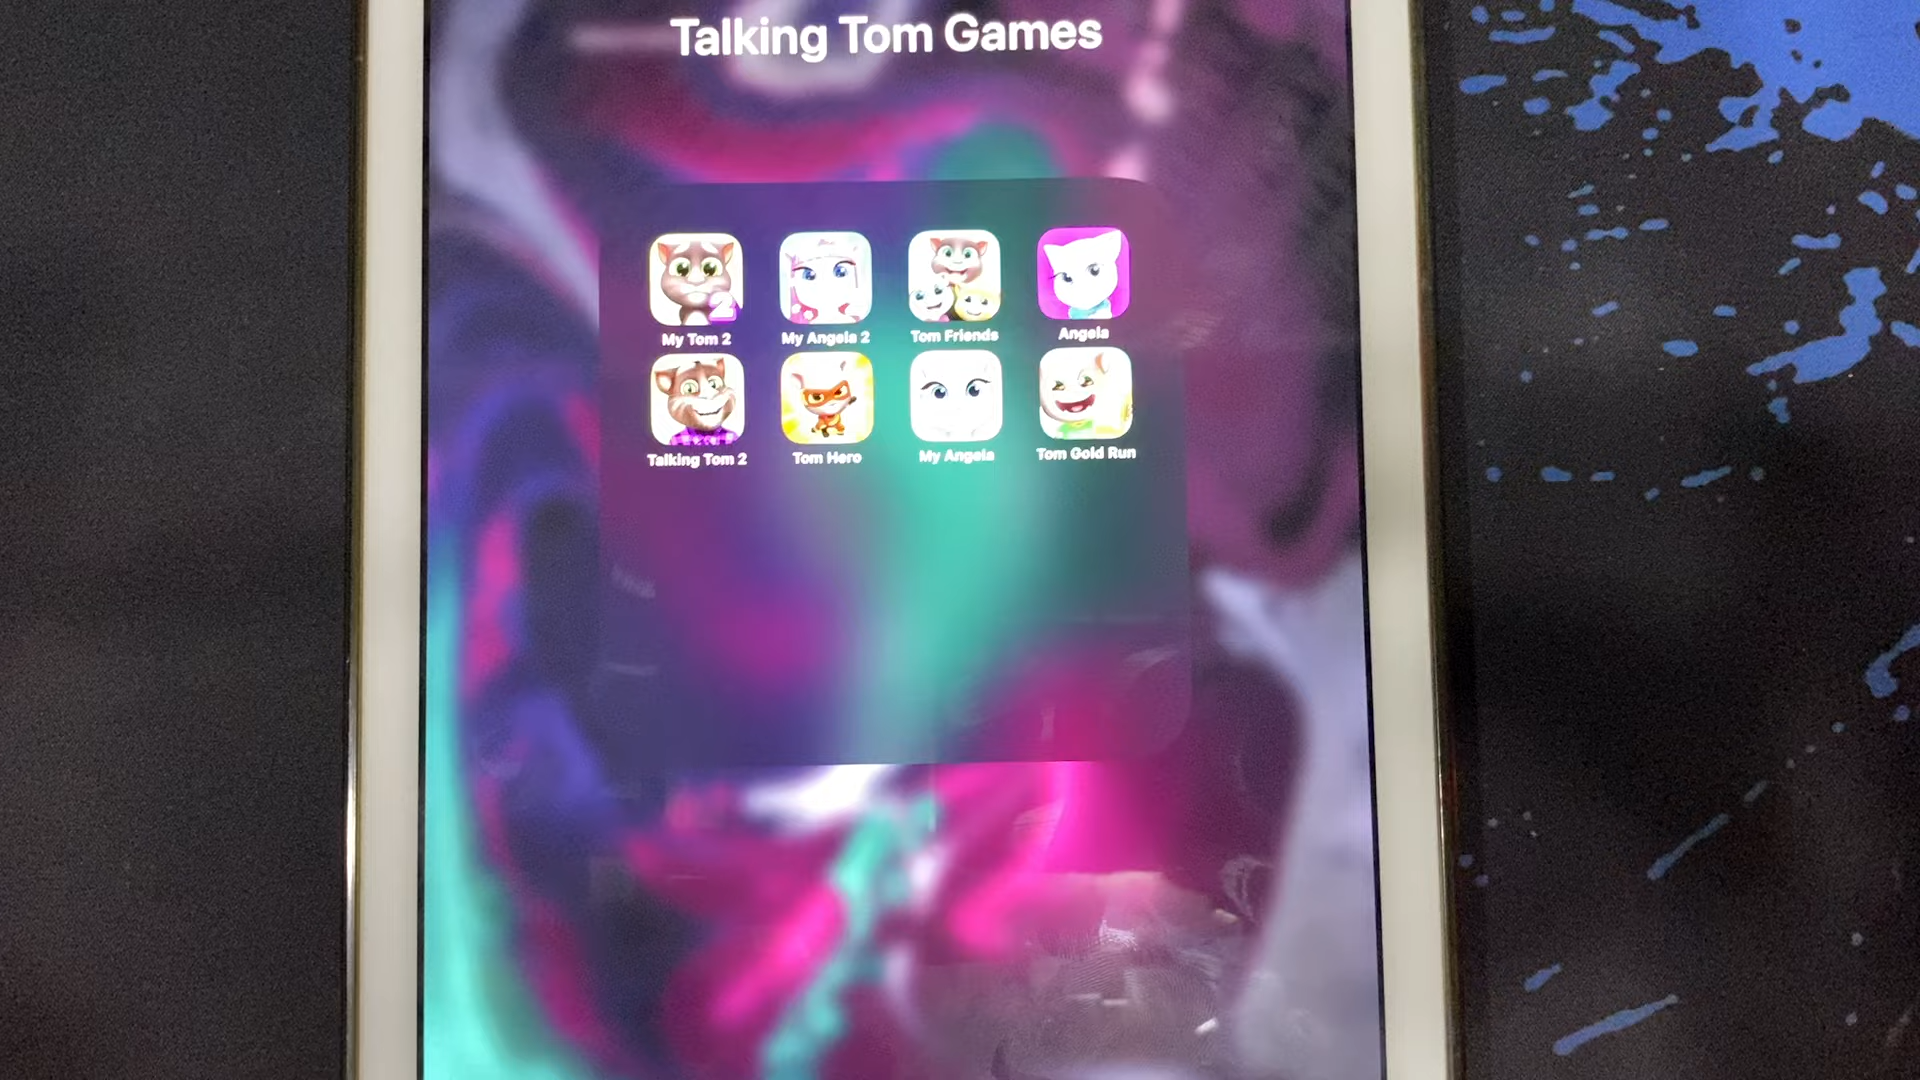 Talking Tom Games
My Tom 2
My Angela 2
Tom Friends
Angela
Talking Tom 2
Tom Hero
My Angela
Tom Gold Run